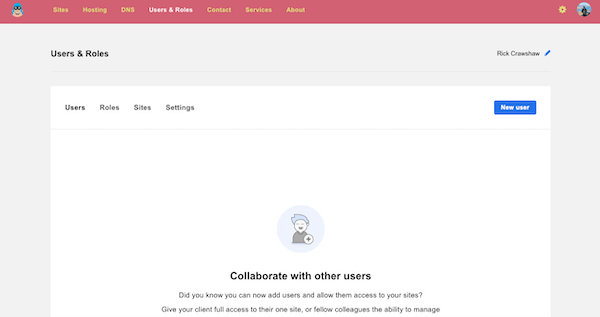 Sites Hosting DNS Users & Roles Contact Services About
Users & Roles
Rick Crawshaw
Users Roles Sites Settings
New user
Collaborate with other users
Did you know you can now add users and allow them access to your sites?
Give your client full access to their one site, or fellow colleagues the ability to manage